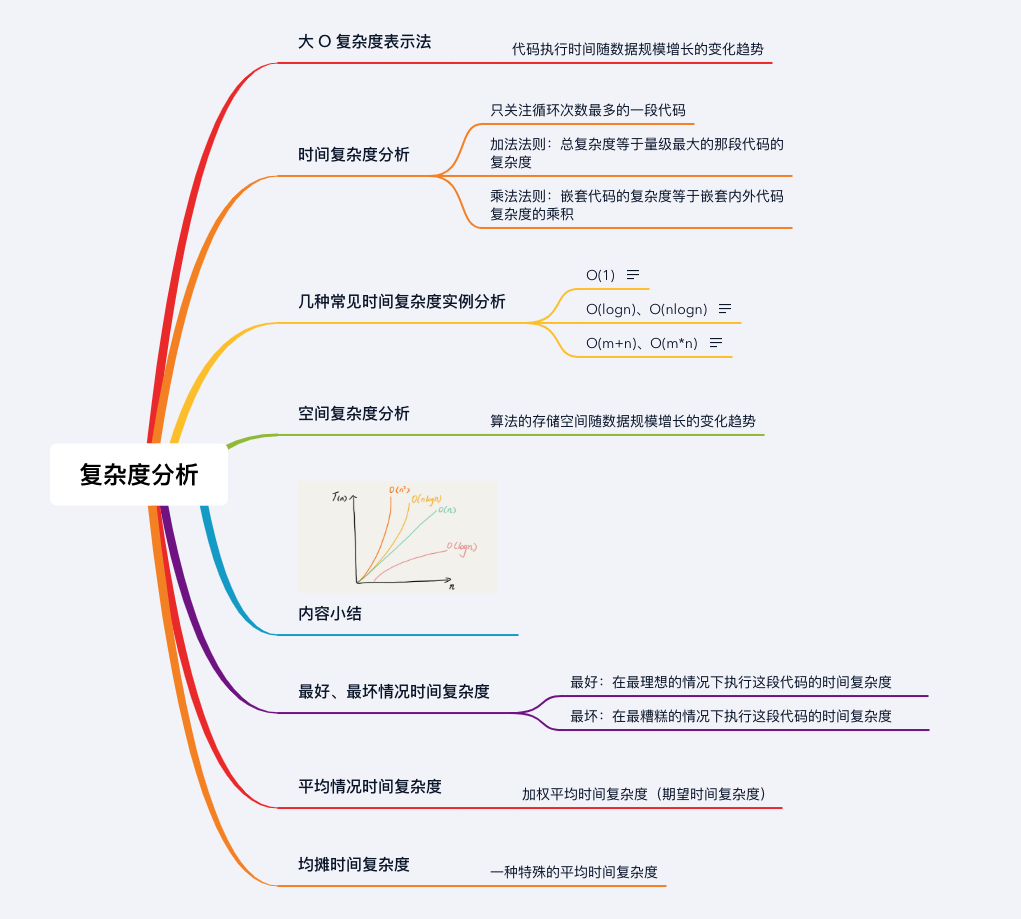 大 O 复杂度表示法
代码执行时间随数据规模增长的变化趋势
时间复杂度分析
只关注循环次数最多的一段代码
加法法则：总复杂度等于量级最大的那段代码的
复杂度
乘法法则：嵌套代码的复杂度等于嵌套内外代码
复杂度的乘积
几种常见时间复杂度实例分析
O(1)
O(logn)、O(nlogn)
O(m+n)、O(m*n)
空间复杂度分析
算法的存储空间随数据规模增长的变化趋势
复杂度分析
T(n)
O(n²)
O(nlogn)
O(n)
O(logn)
n
内容小结
最好、最坏情况时间复杂度
最好：在最理想的情况下执行这段代码的时间复杂度
最坏：在最糟糕的情况下执行这段代码的时间复杂度
平均情况时间复杂度
加权平均时间复杂度（期望时间复杂度）
均摊时间复杂度
一种特殊的平均时间复杂度